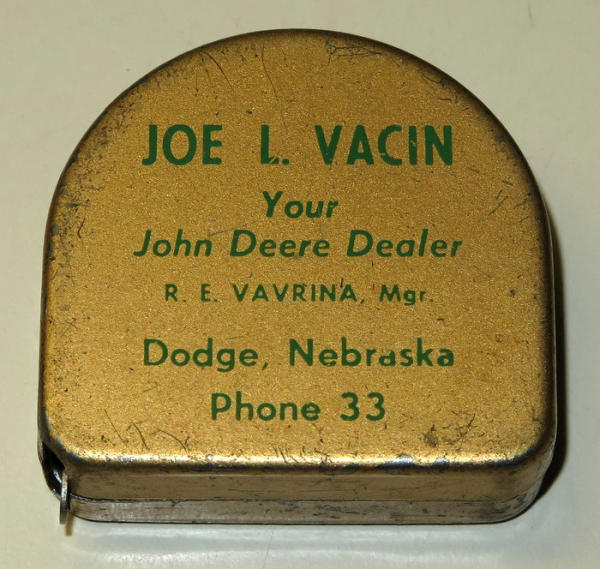 JOE L. VACIN
Your
John Deere Dealer
R. E. VAVRINA, Mgr.
Dodge, Nebraska
Phone 33